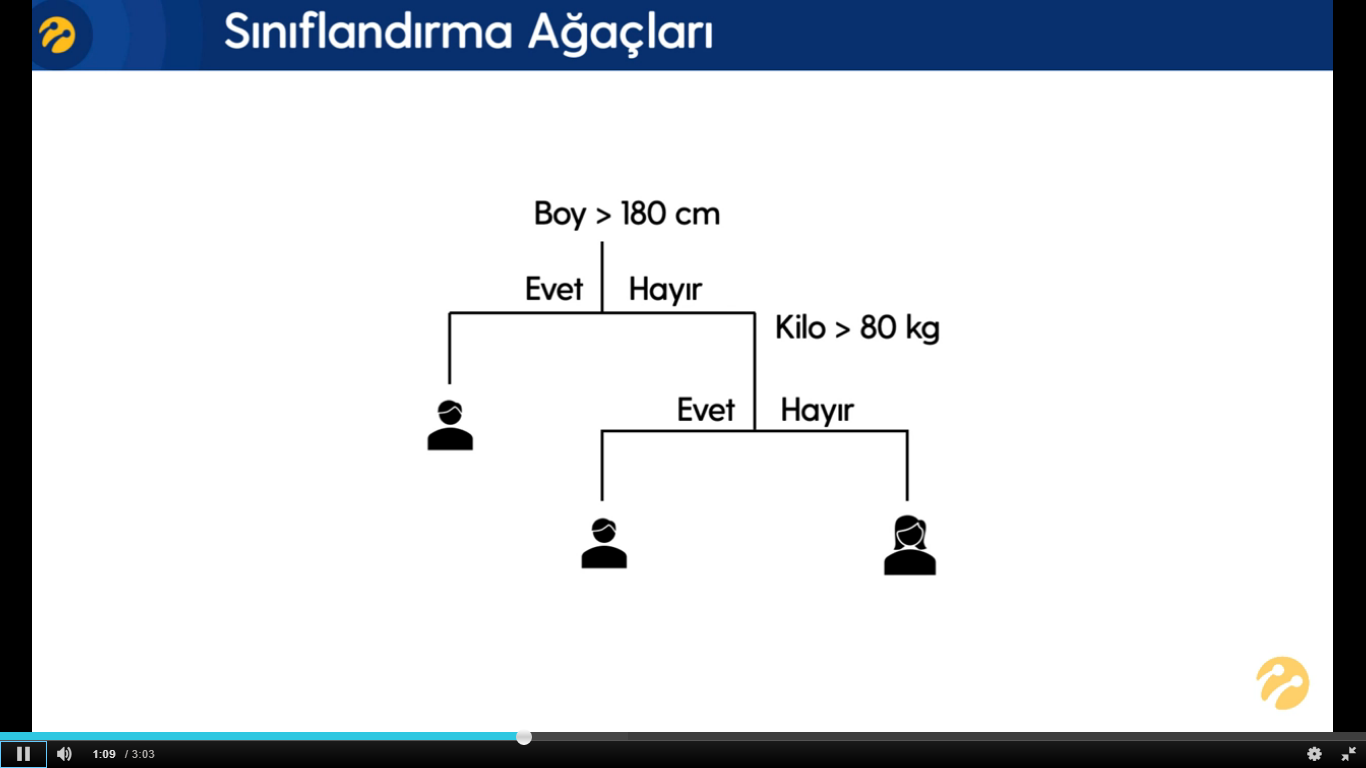 Sınıflandırma Ağaçları
Boy > 180 cm
Evet
Hayır
Kilo > 80 kg
Evet
Hayır
1:09 / 3:03